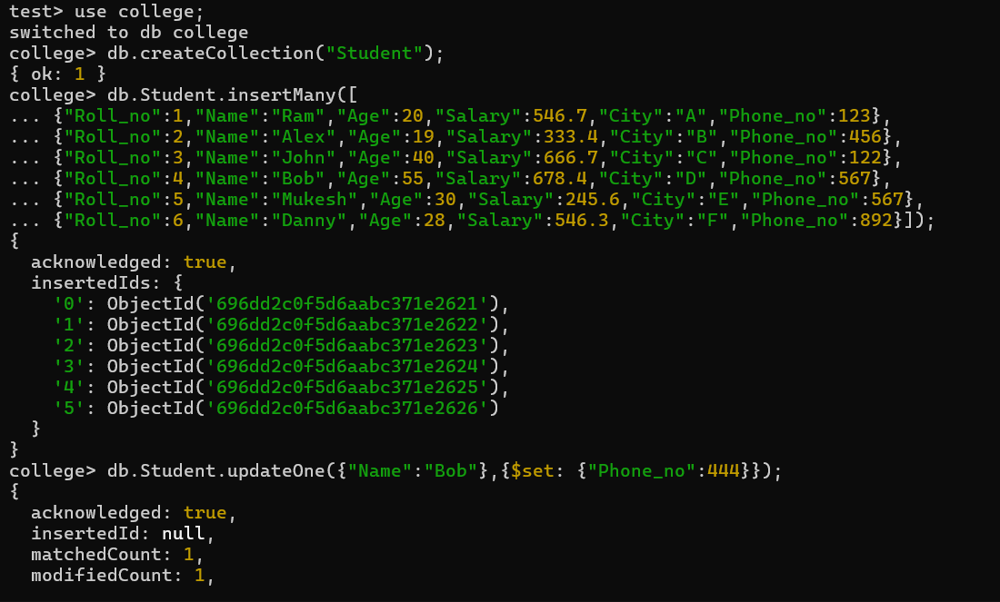 test> use college;
switched to db college
college> db.createCollection("Student");
{ ok: 1 }
college> db.Student.insertMany([
... {"Roll_no":1,"Name":"Ram","Age":20,"Salary":546.7,"City":"A","Phone_no":123},
... {"Roll_no":2,"Name":"Alex","Age":19,"Salary":333.4,"City":"B","Phone_no":456},
... {"Roll_no":3,"Name":"John","Age":40,"Salary":666.7,"City":"C","Phone_no":122},
... {"Roll_no":4,"Name":"Bob","Age":55,"Salary":678.4,"City":"D","Phone_no":567},
... {"Roll_no":5,"Name":"Mukesh","Age":30,"Salary":245.6,"City":"E","Phone_no":567},
... {"Roll_no":6,"Name":"Danny","Age":28,"Salary":546.3,"City":"F","Phone_no":892}]);
{
  acknowledged: true,
  insertedIds: {
    '0': ObjectId('696dd2c0f5d6aabc371e2621'),
    '1': ObjectId('696dd2c0f5d6aabc371e2622'),
    '2': ObjectId('696dd2c0f5d6aabc371e2623'),
    '3': ObjectId('696dd2c0f5d6aabc371e2624'),
    '4': ObjectId('696dd2c0f5d6aabc371e2625'),
    '5': ObjectId('696dd2c0f5d6aabc371e2626')
  }
}
college> db.Student.updateOne({"Name":"Bob"},{$set: {"Phone_no":444}});
{
  acknowledged: true,
  insertedId: null,
  matchedCount: 1,
  modifiedCount: 1,